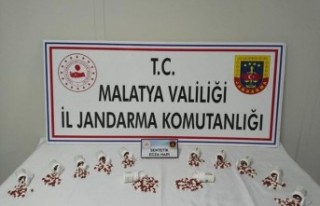 T.C.
MALATYA VALİLİĞİ
İL JANDARMA KOMUTANLIĞI